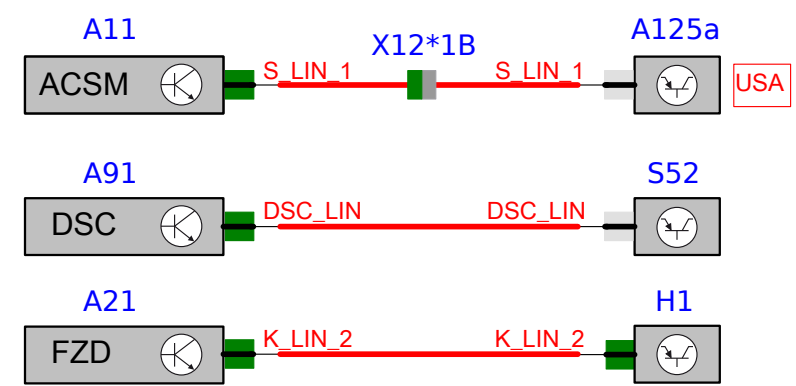 A11 X12*1B A125a
ACSM S_LIN_1 S_LIN_1 USA
A91 S52
DSC DSC_LIN DSC_LIN
A21 H1
FZD K_LIN_2 K_LIN_2